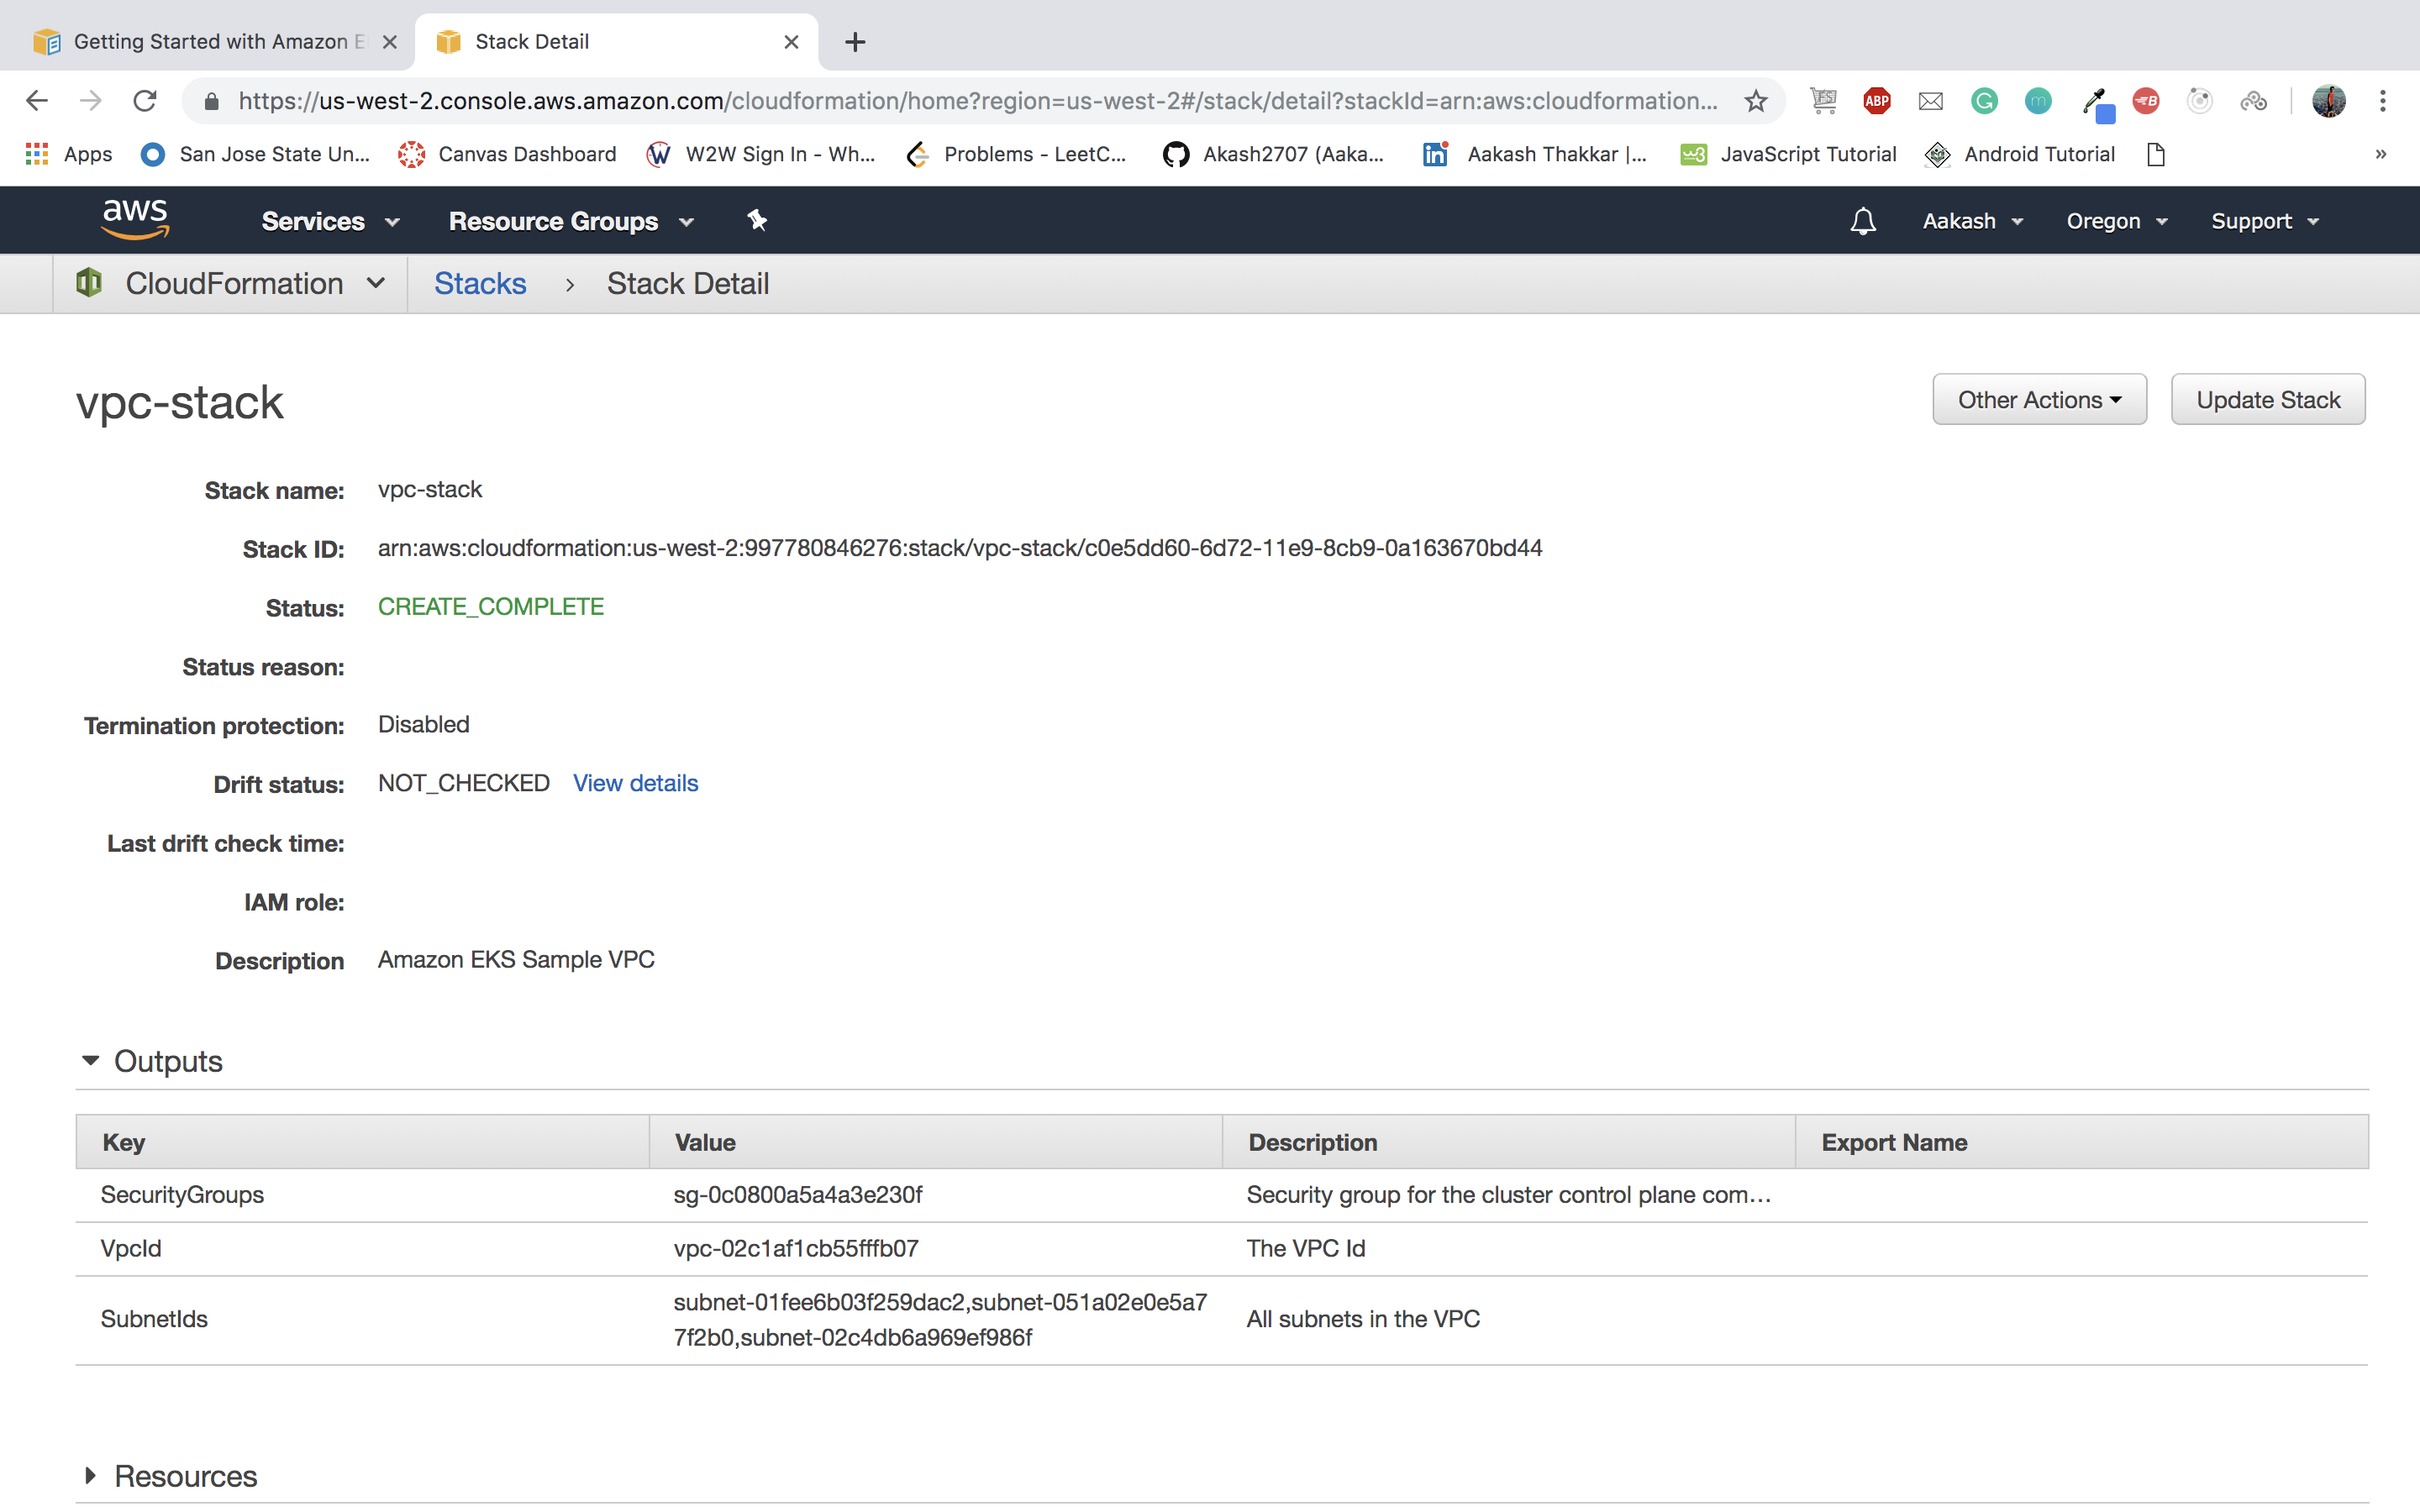 Getting Started with Amazon E
Stack Detail
https://us-west-2.console.aws.amazon.com/cloudformation/home?region=us-west-2#/stack/detail?stackId=arn:aws:cloudformation...
ABP
Apps
San Jose State Un...
Canvas Dashboard
W2W Sign In - Wh...
Problems - LeetC...
Akash2707 (Aaka...
Aakash Thakkar |...
JavaScript Tutorial
Android Tutorial
»
aws
Services
Resource Groups
Aakash
Oregon
Support
CloudFormation
Stacks > Stack Detail
vpc-stack
Other Actions
Update Stack
Stack name: vpc-stack
Stack ID: arn:aws:cloudformation:us-west-2:997780846276:stack/vpc-stack/c0e5dd60-6d72-11e9-8cb9-0a163670bd44
Status: CREATE_COMPLETE
Status reason:
Termination protection: Disabled
Drift status: NOT_CHECKED View details
Last drift check time:
IAM role:
Description Amazon EKS Sample VPC
Outputs
Key Value Description Export Name
SecurityGroups sg-0c0800a5a4a3e230f Security group for the cluster control plane com...
VpcId vpc-02c1af1cb55fffb07 The VPC Id
SubnetIds subnet-01fee6b03f259dac2,subnet-051a02e0e5a7
7f2b0,subnet-02c4db6a969ef986f All subnets in the VPC
Resources